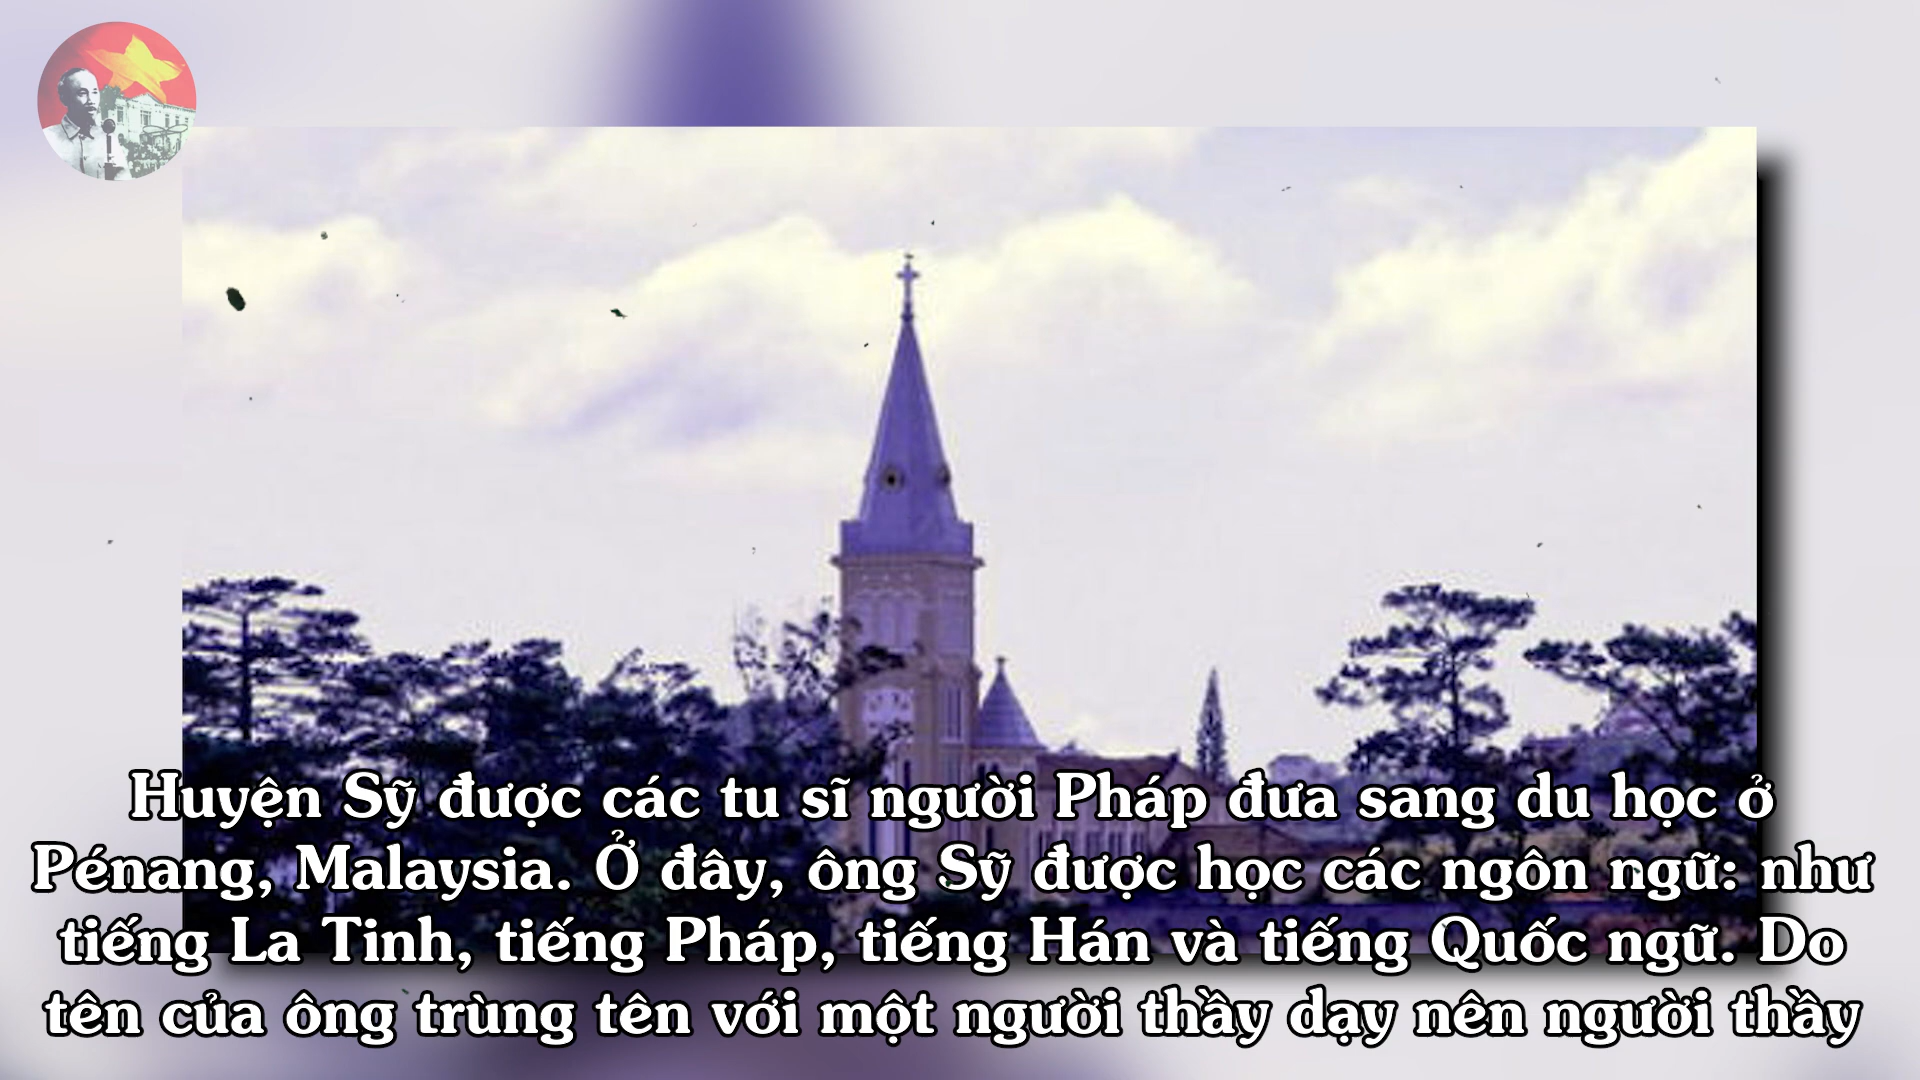 Huyện Sỹ được các tu sĩ người Pháp đưa sang du học ở
Pénang, Malaysia. Ở đây, ông Sỹ được học các ngôn ngữ: như
tiếng La Tinh, tiếng Pháp, tiếng Hán và tiếng Quốc ngữ. Do
tên của ông trùng tên với một người thầy dạy nên người thầy